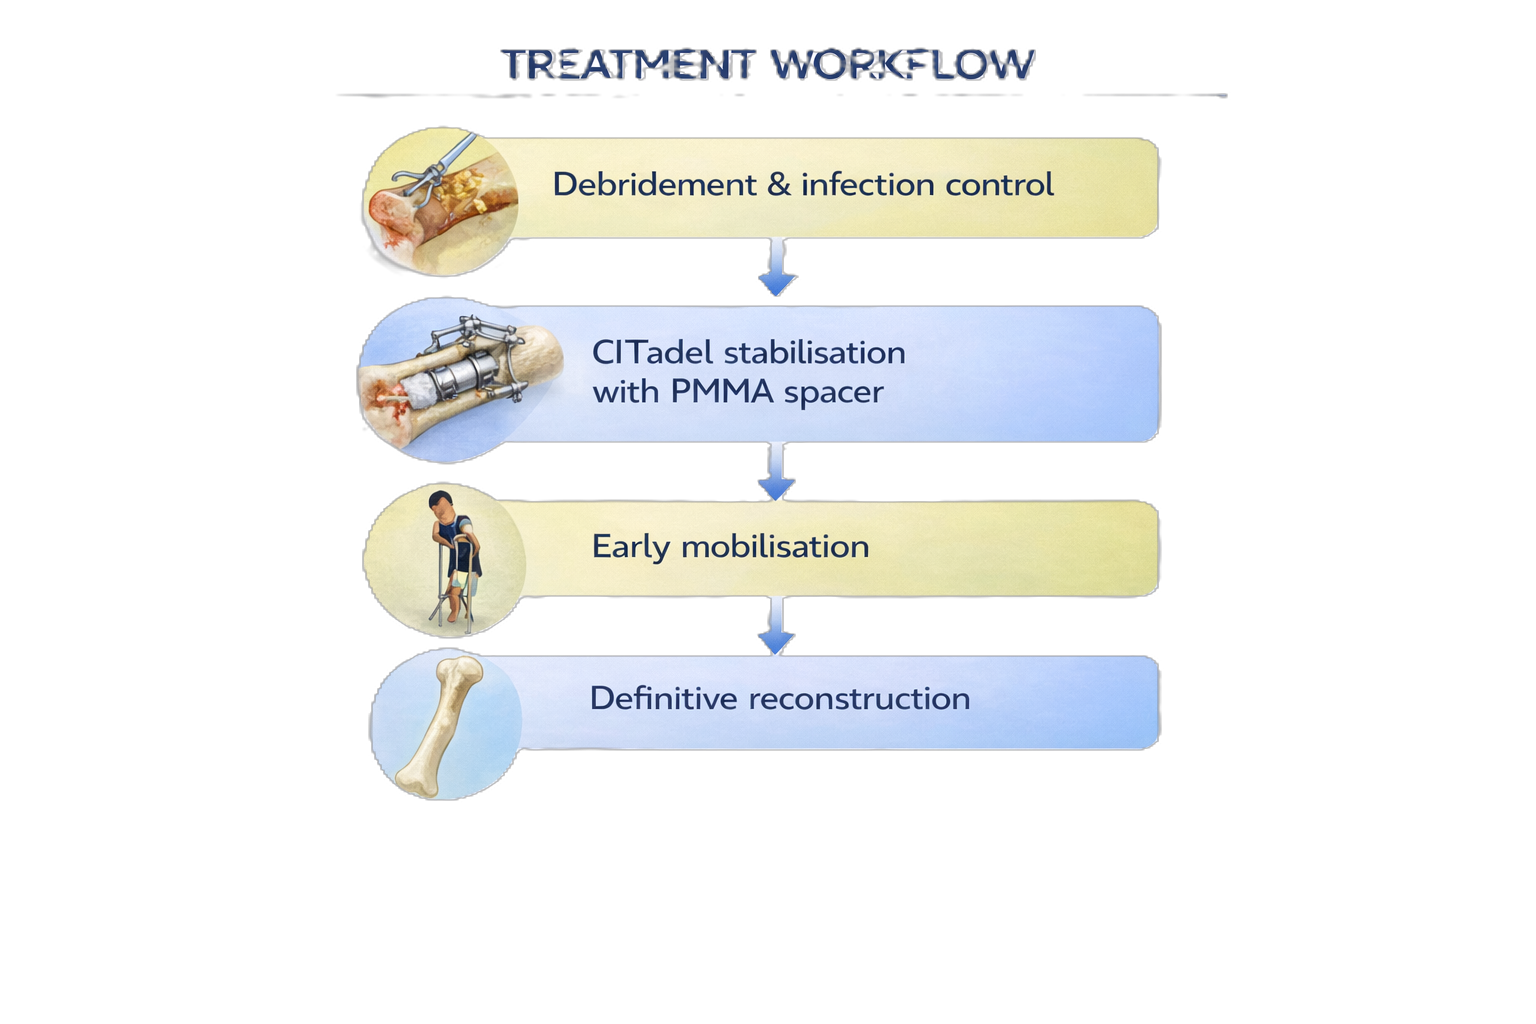 TREATMENT WORKFLOW
Debridement & infection control
CITadel stabilisation
with PMMA spacer
Early mobilisation
Definitive reconstruction